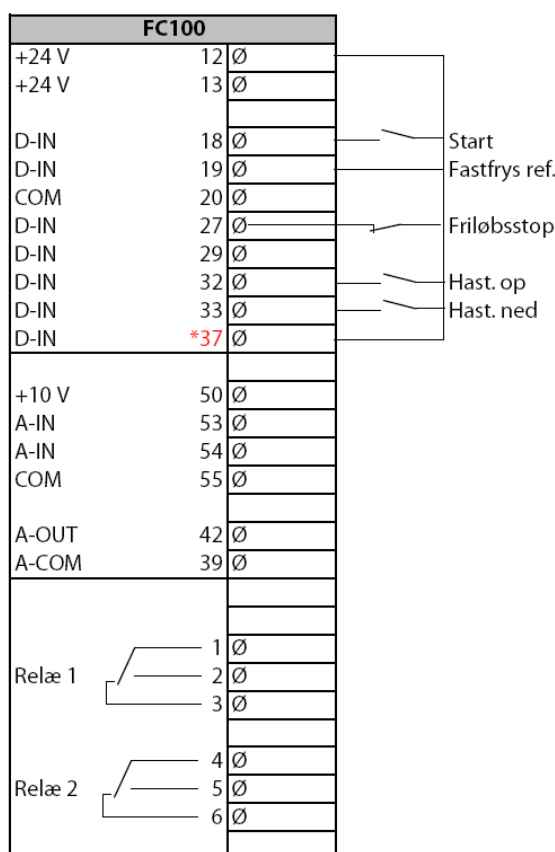 FC100
+24 V 12 Ø
+24 V 13 Ø
D-IN 18 Ø Start
D-IN 19 Ø Fastfrys ref.
COM 20 Ø
D-IN 27 Ø Friløbsstop
D-IN 29 Ø
D-IN 32 Ø Hast. op
D-IN 33 Ø Hast. ned
D-IN *37 Ø
+10 V 50 Ø
A-IN 53 Ø
A-IN 54 Ø
COM 55 Ø
A-OUT 42 Ø
A-COM 39 Ø
1 Ø
Relæ 1 2 Ø
3 Ø
4 Ø
Relæ 2 5 Ø
6 Ø